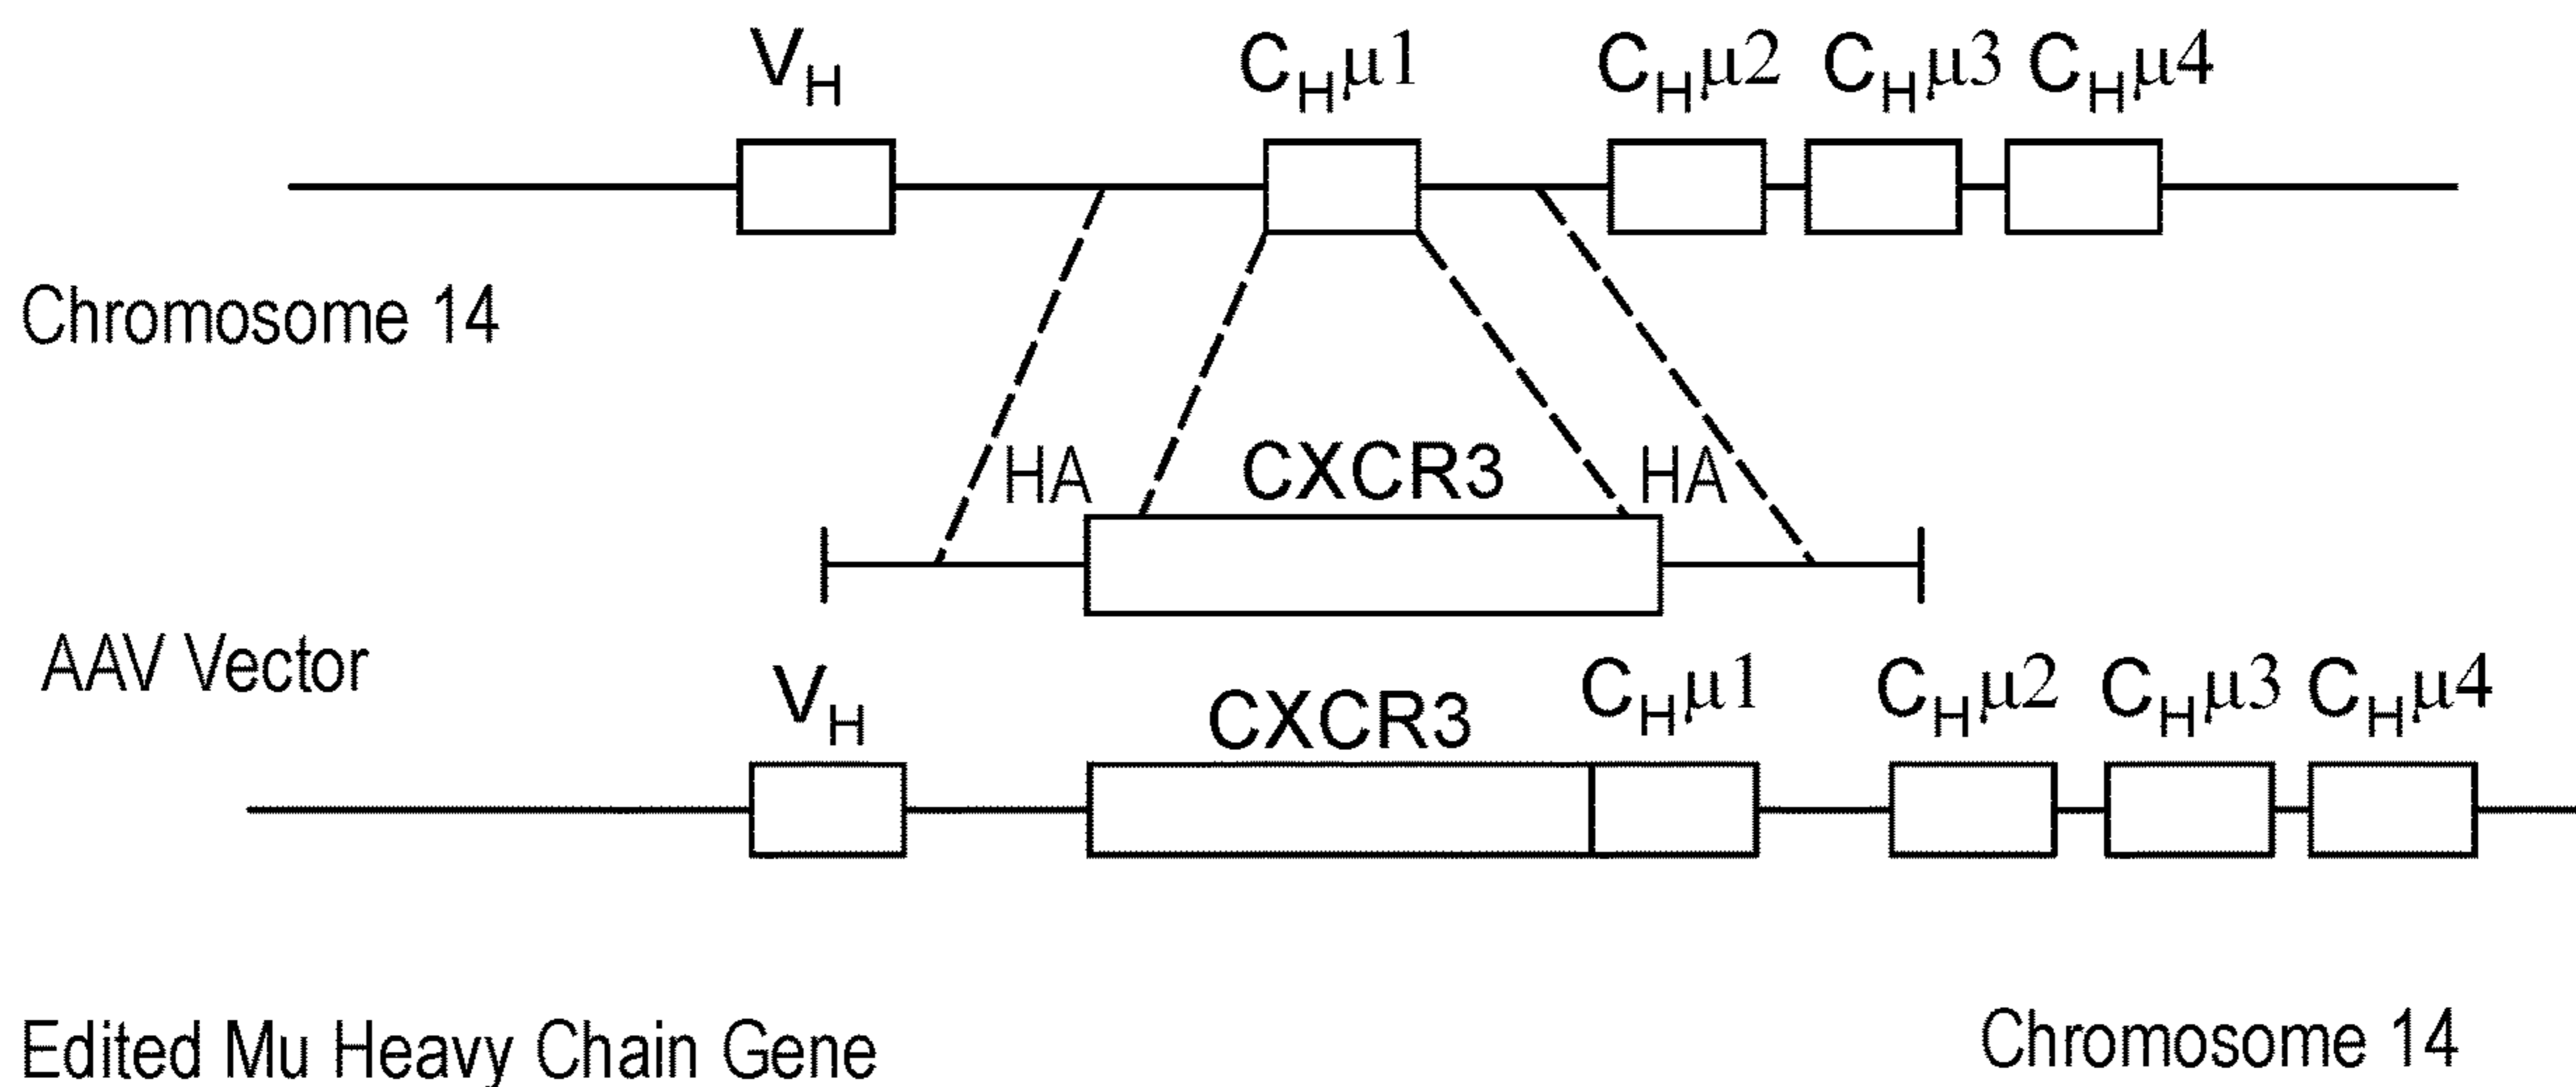 VH CHμ1 CHμ2 CHμ3 CHμ4
Chromosome 14
HA CXCR3 HA
AAV Vector
VH CXCR3 CHμ1 CHμ2 CHμ3 CHμ4
Edited Mu Heavy Chain Gene Chromosome 14